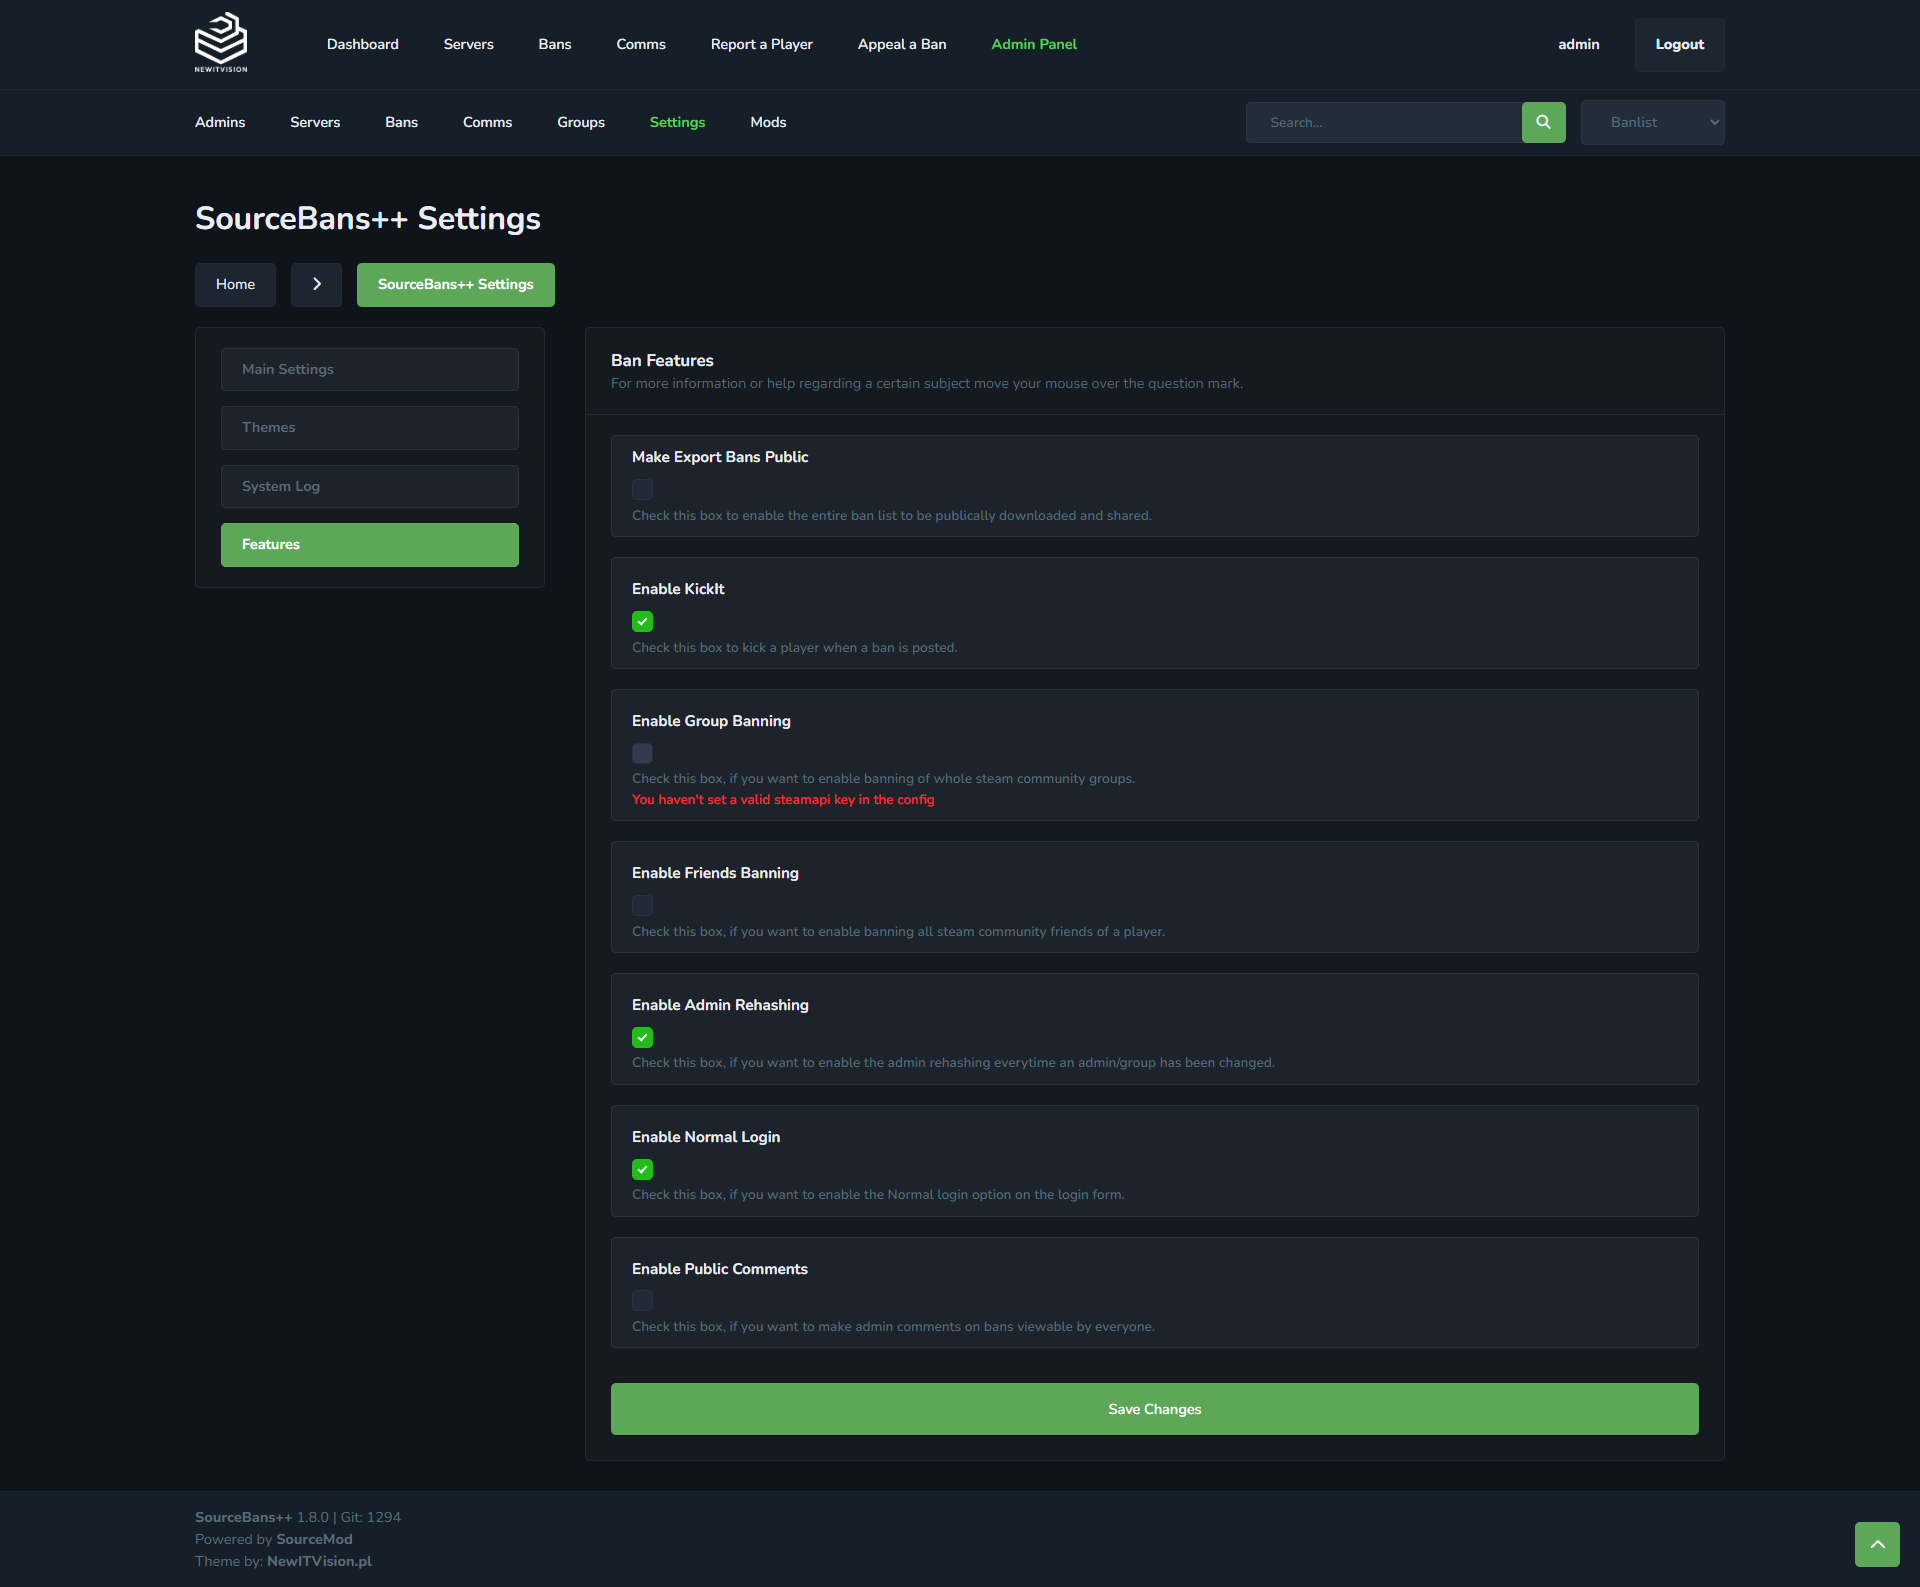 NEWITVISION
Dashboard
Servers
Bans
Comms
Report a Player
Appeal a Ban
Admin Panel
admin
Logout
Admins
Servers
Bans
Comms
Groups
Settings
Mods
Search...
Banlist
SourceBans++ Settings
Home
SourceBans++ Settings
Main Settings
Themes
System Log
Features
Ban Features
For more information or help regarding a certain subject move your mouse over the question mark.
Make Export Bans Public
Check this box to enable the entire ban list to be publically downloaded and shared.
Enable KickIt
Check this box to kick a player when a ban is posted.
Enable Group Banning
Check this box, if you want to enable banning of whole steam community groups.
You haven't set a valid steamapi key in the config
Enable Friends Banning
Check this box, if you want to enable banning all steam community friends of a player.
Enable Admin Rehashing
Check this box, if you want to enable the admin rehashing everytime an admin/group has been changed.
Enable Normal Login
Check this box, if you want to enable the Normal login option on the login form.
Enable Public Comments
Check this box, if you want to make admin comments on bans viewable by everyone.
Save Changes
SourceBans++ 1.8.0 | Git: 1294
Powered by SourceMod
Theme by: NewITVision.pl